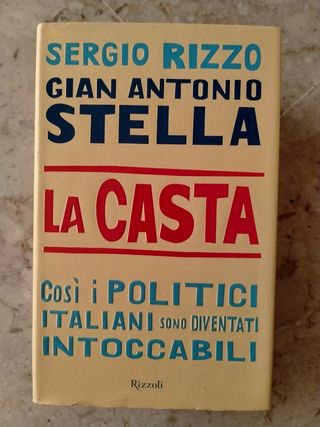 SERGIO RIZZO
GIAN ANTONIO
STELLA
LA CASTA
COSÌ i POLITICI
ITALIANI SONO DIVENTATI
INTOCCABILI
Rizzoli